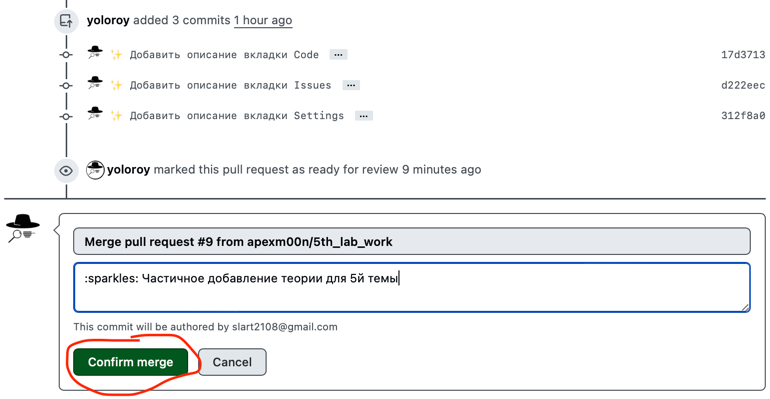 yoloroy added 3 commits 1 hour ago
✨ Добавить описание вкладки Code ... 17d3713
✨ Добавить описание вкладки Issues ... d222eec
✨ Добавить описание вкладки Settings ... 312f8a0
yoloroy marked this pull request as ready for review 9 minutes ago
Merge pull request #9 from apexm00n/5th_lab_work
:sparkles: Частичное добавление теории для 5й темы
This commit will be authored by slart2108@gmail.com
Confirm merge Cancel